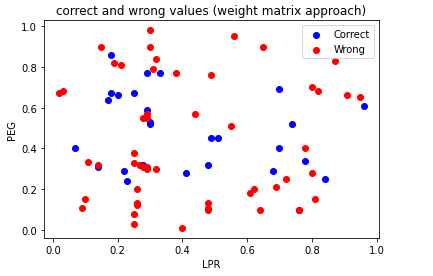 correct and wrong values (weight matrix approach)
1.0
0.8
0.6
0.4
0.2
0.0
PEG
Correct
Wrong
0.0 0.2 0.4 0.6 0.8 1.0
LPR